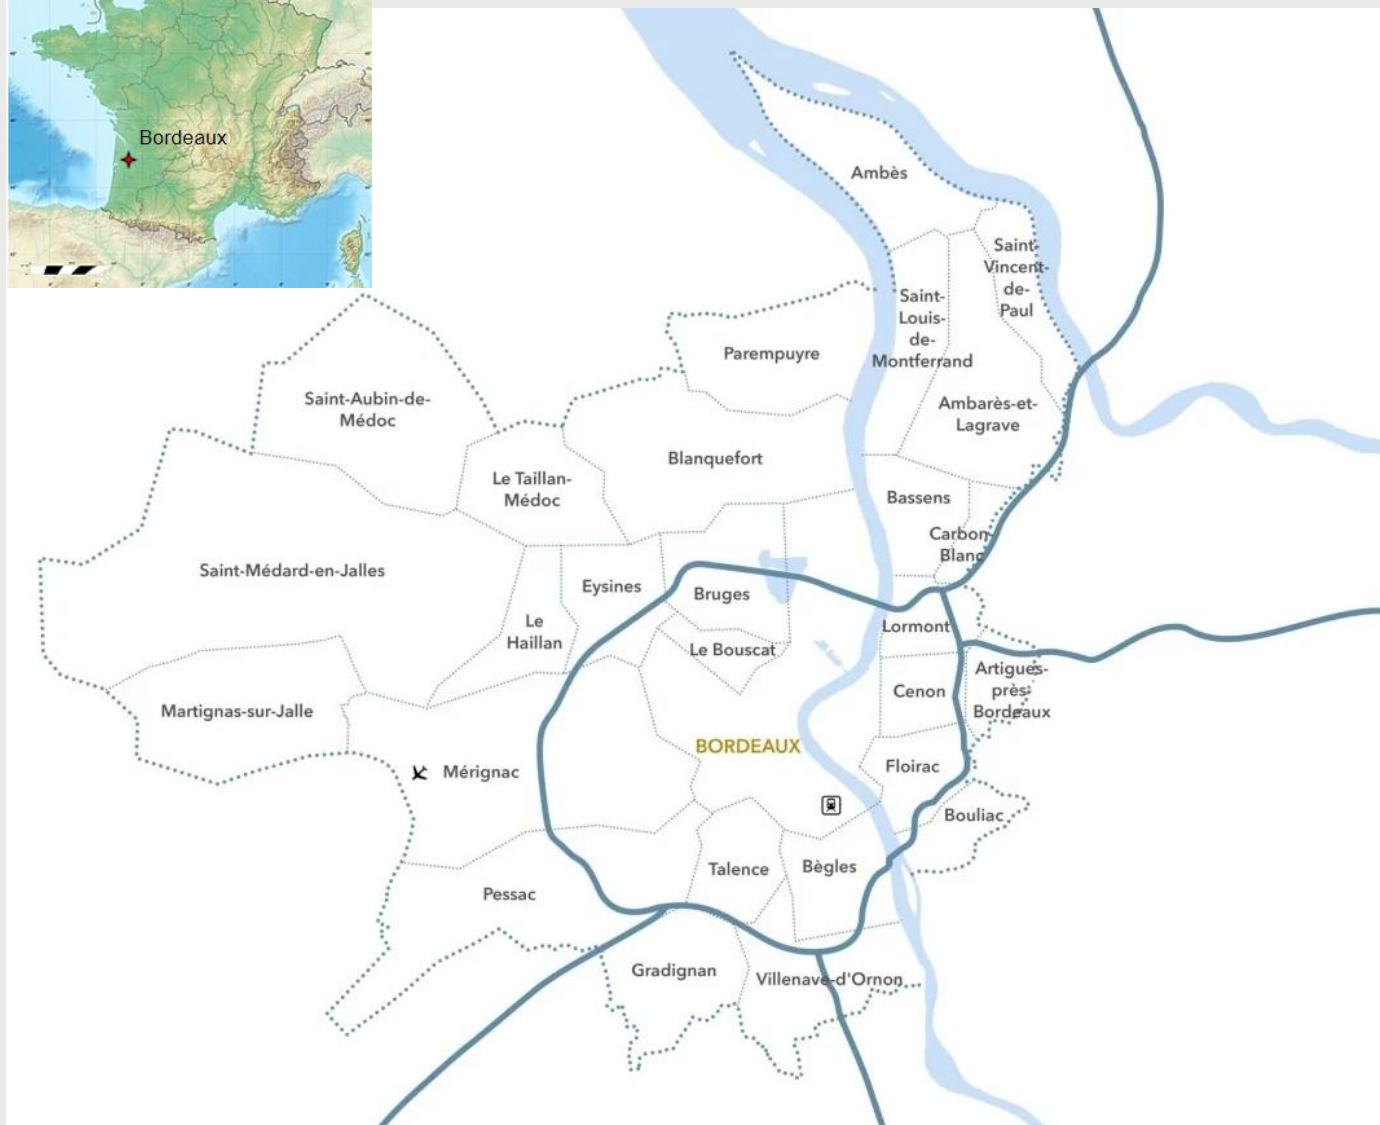 Bordeaux
Ambès
Saint-
Vincent-
de-
Paul
Saint-
Louis-
de-
Montferrand
Parempuyre
Saint-Aubin-de-
Médoc
Ambarès-et-
Lagrave
Blanquefort
Le Taillan-
Médoc
Bassens
Carbon-
Blanc
Saint-Médard-en-Jalles
Eysines
Bruges
Le
Haillan
Lormont
Le Bouscat
Artigues-
près-
Bordeaux
Cenon
Martignas-sur-Jalle
BORDEAUX
Mérignac
Floirac
Bouliac
Talence
Bègles
Pessac
Gradignan
Villenave-d'Ornon